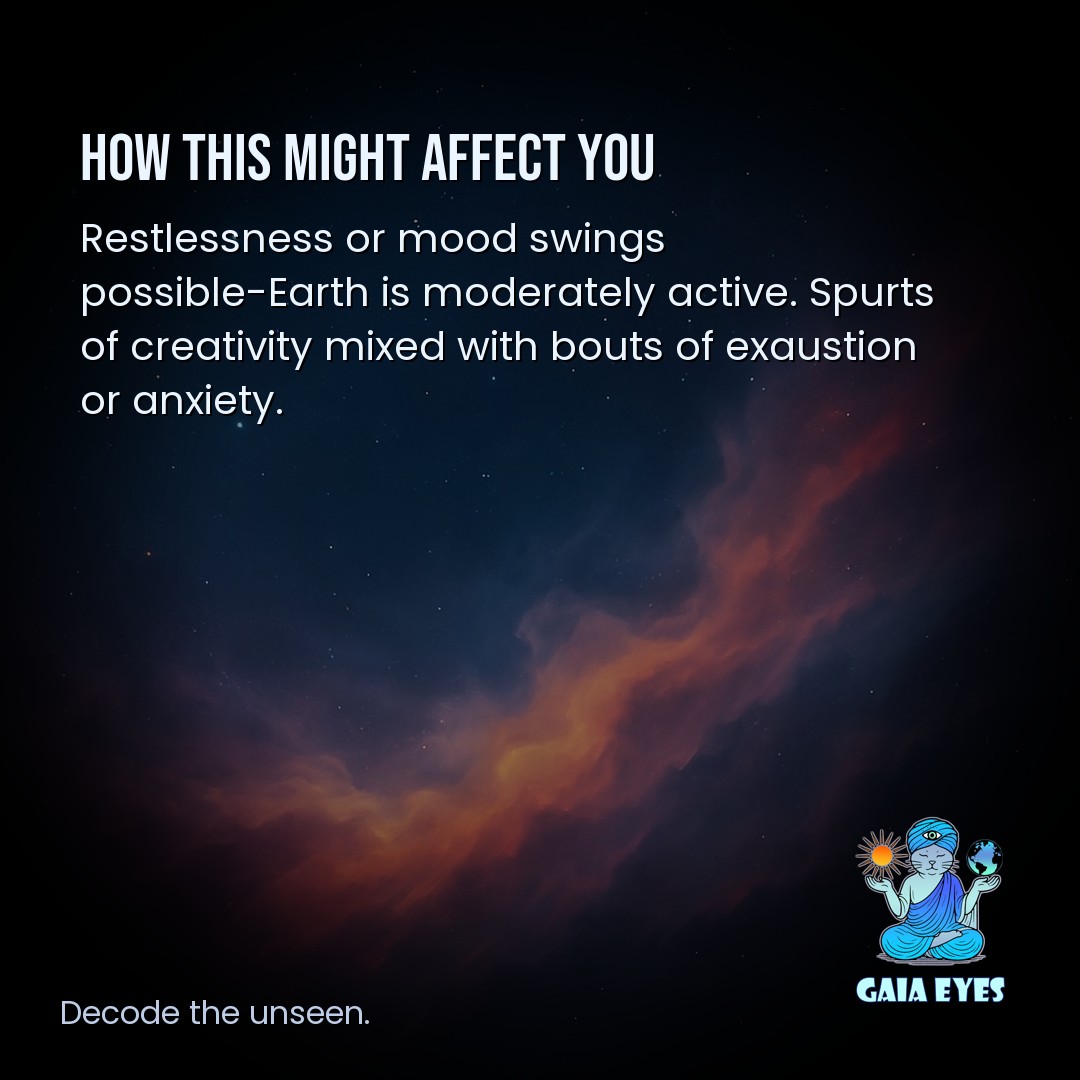 HOW THIS MIGHT AFFECT YOU
Restlessness or mood swings
possible-Earth is moderately active. Spurts
of creativity mixed with bouts of exaustion
or anxiety.
GAIA EYES
Decode the unseen.